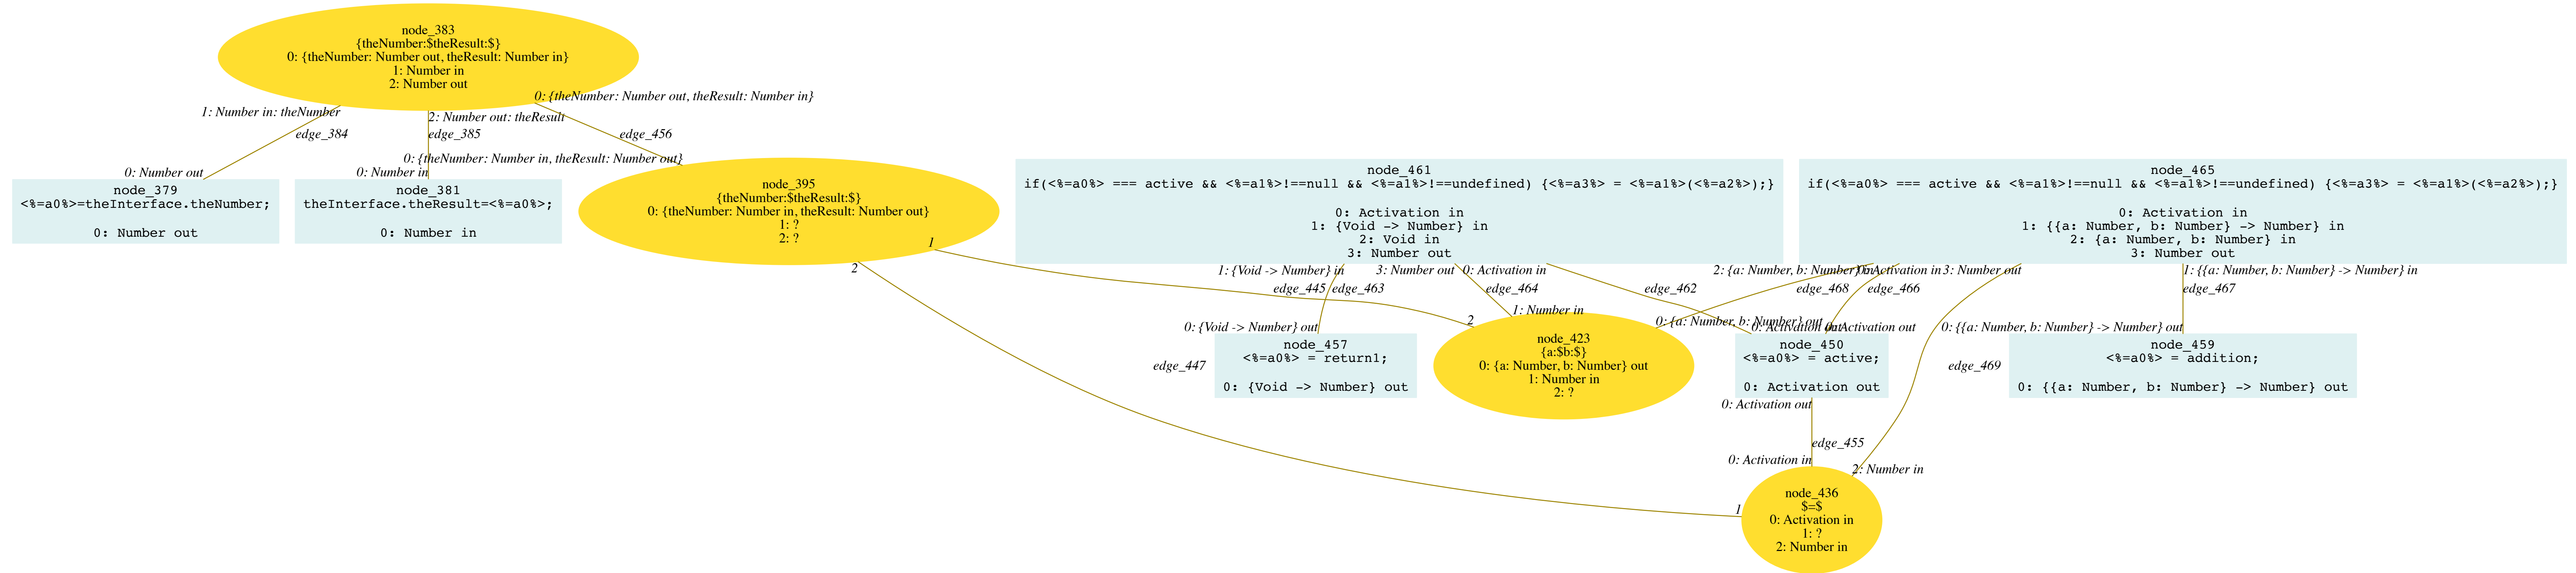 node_383
{theNumber:$theResult:$}
0: {theNumber: Number out, theResult: Number in}
1: Number in
2: Number out
0: {theNumber: Number out, theResult: Number in}
1: Number in: theNumber
2: Number out: theResult
edge_384
edge_385
edge_456
0: {theNumber: Number in, theResult: Number out}
0: Number out
0: Number in
node_379
<%=a0%>=theInterface.theNumber;
0: Number out
node_381
theInterface.theResult=<%=a0%>;
0: Number in
node_395
{theNumber:$theResult:$}
0: {theNumber: Number in, theResult: Number out}
1: ?
2: ?
1
2
node_461
if(<%=a0%> === active && <%=a1%>!==null && <%=a1%>!==undefined) {<%=a3%> = <%=a1%>(<%=a2%>);}
0: Activation in
1: {Void -> Number} in
2: Void in
3: Number out
node_465
if(<%=a0%> === active && <%=a1%>!==null && <%=a1%>!==undefined) {<%=a3%> = <%=a1%>(<%=a2%>);}
0: Activation in
1: {{a: Number, b: Number} -> Number} in
2: {a: Number, b: Number} in
3: Number out
1: {Void -> Number} in
3: Number out
0: Activation in
2: {a: Number, b: Number} in
0: Activation in
3: Number out
1: {{a: Number, b: Number} -> Number} in
edge_445
edge_463
edge_464
edge_462
edge_468
edge_466
edge_467
1: Number in
2
0: {Void -> Number} out
0: {a: Number, b: Number} out
0: Activation out
0: Activation out
0: {{a: Number, b: Number} -> Number} out
node_457
<%=a0%> = return1;
0: {Void -> Number} out
node_423
{a:$b:$}
0: {a: Number, b: Number} out
1: Number in
2: ?
node_450
<%=a0%> = active;
0: Activation out
node_459
<%=a0%> = addition;
0: {{a: Number, b: Number} -> Number} out
edge_447
edge_469
0: Activation out
edge_455
0: Activation in
2: Number in
1
node_436
$=$
0: Activation in
1: ?
2: Number in